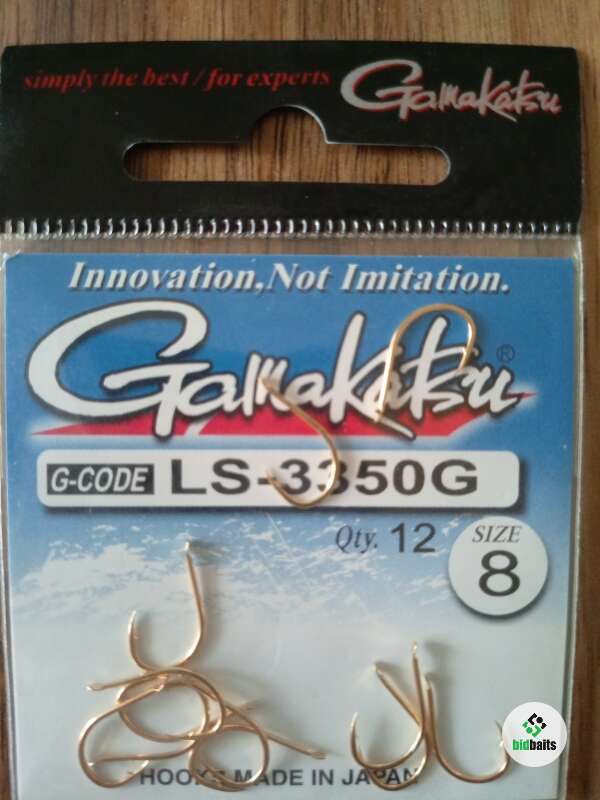 simply the best / for experts
Gamakatsu
Innovation, Not Imitation.
Gamakatsu ®
G-CODE LS-3350G
Qty. 12
SIZE
8
HOOKS MADE IN JAPAN
bidbaits